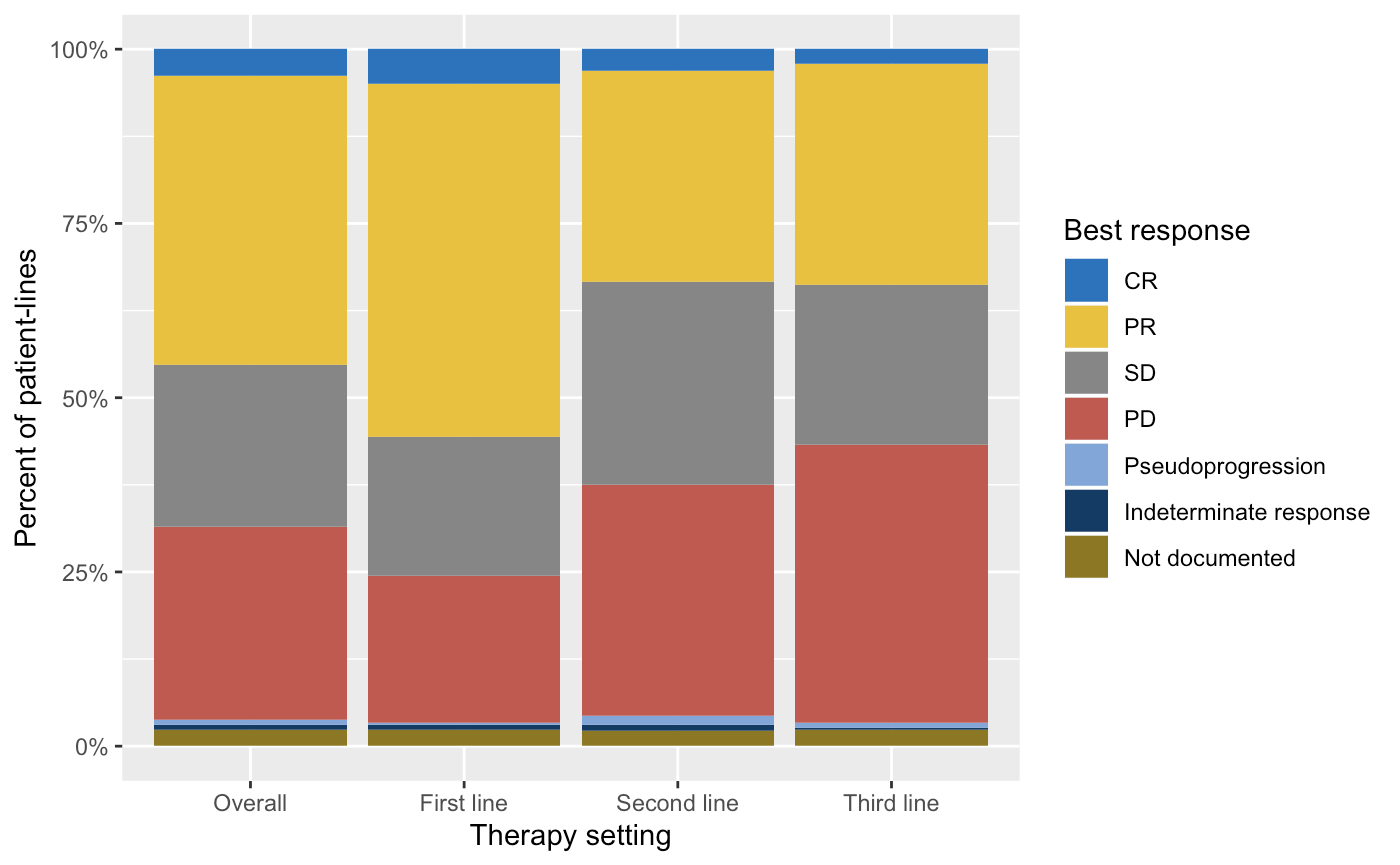 Percent of patient-lines
100%
75%
50%
25%
0%
Overall
First line
Second line
Third line
Therapy setting
Best response
CR
PR
SD
PD
Pseudoprogression
Indeterminate response
Not documented